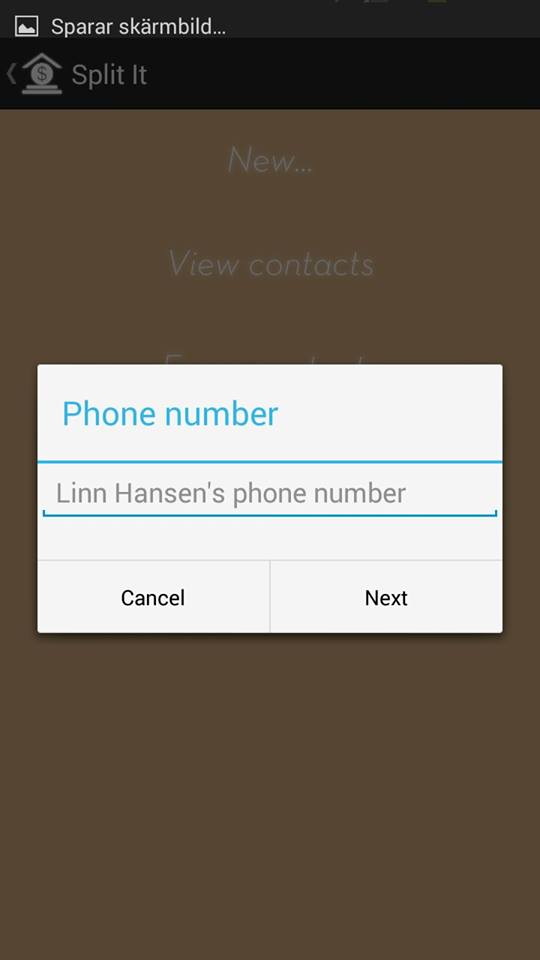 Sparar skärmbild...
Split It
New...
View contacts
Phone number
Linn Hansen's phone number
Cancel
Next